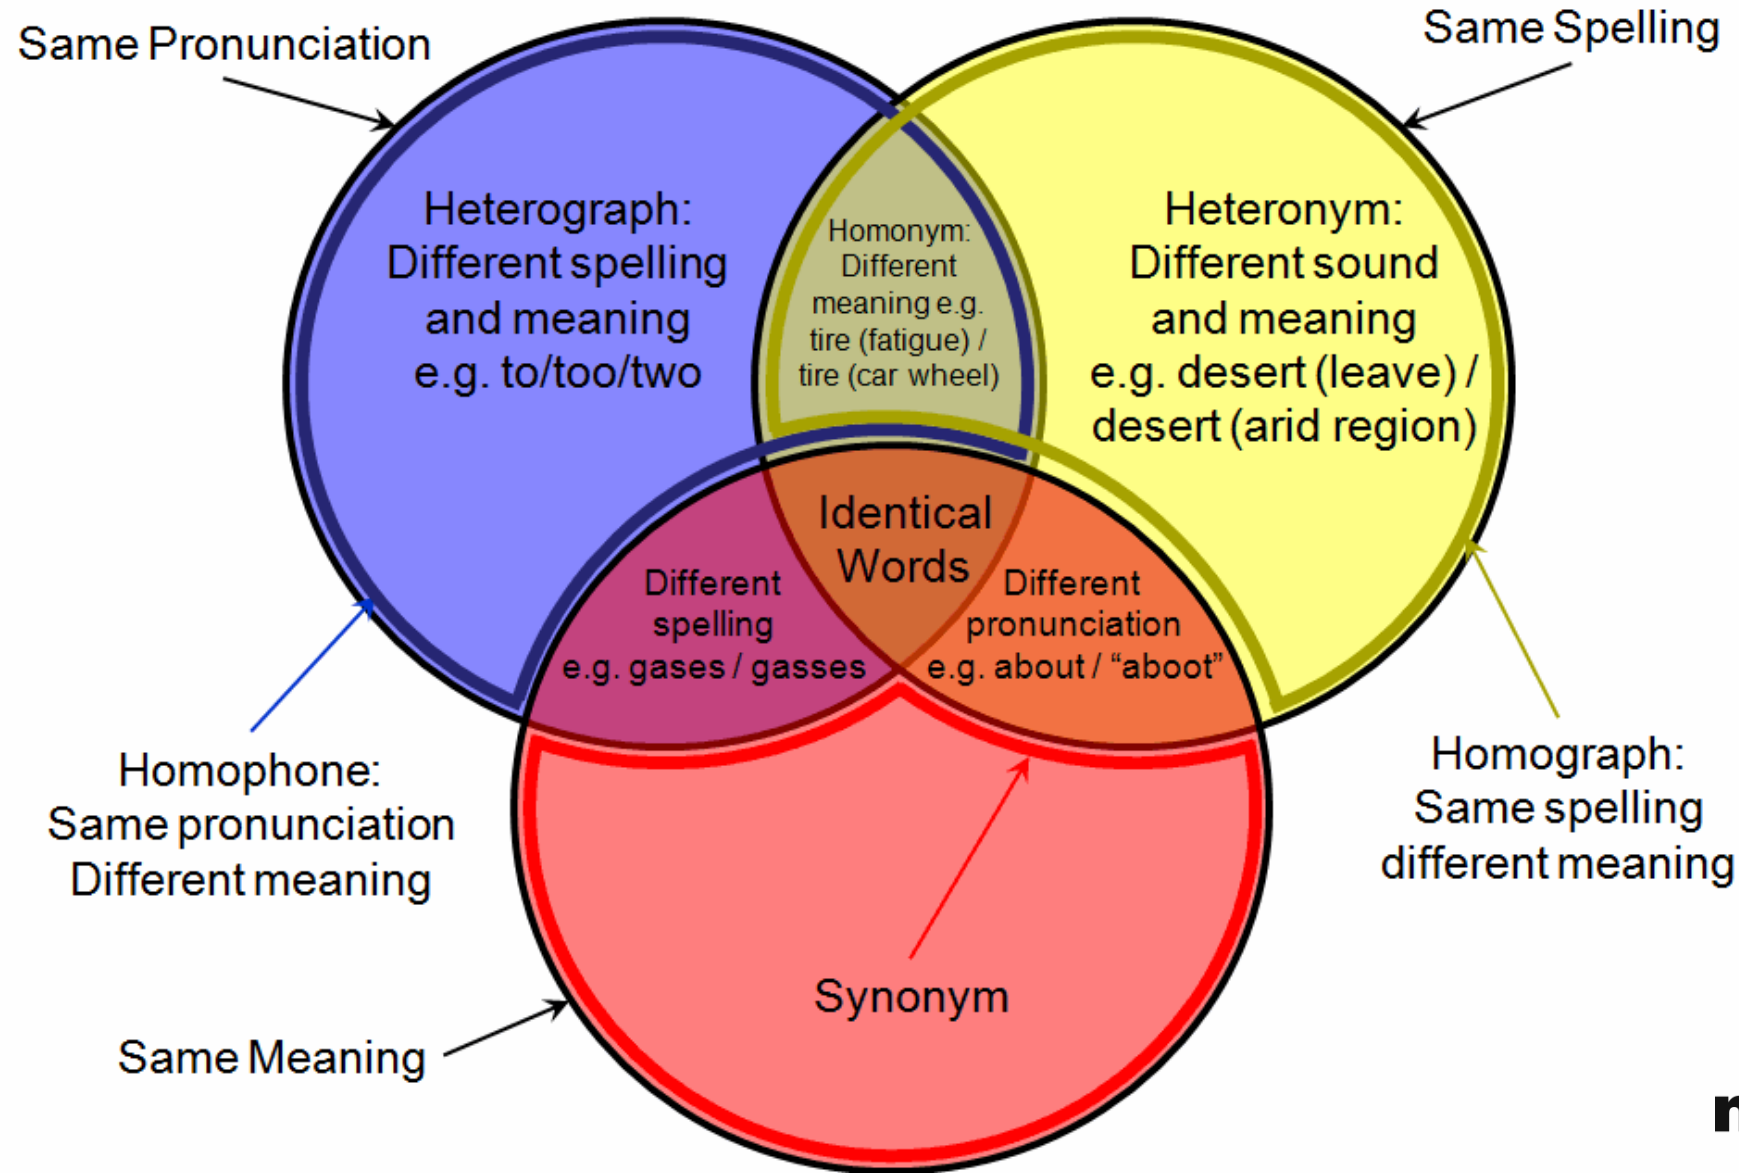 Same Pronunciation
Same Spelling
Heterograph:
Different spelling
and meaning
e.g. to/too/two
Homonym:
Different
meaning e.g.
tire (fatigue) /
tire (car wheel)
Heteronym:
Different sound
and meaning
e.g. desert (leave) /
desert (arid region)
Identical
Words
Different
spelling
e.g. gases / gasses
Different
pronunciation
e.g. about / “aboot”
Homophone:
Same pronunciation
Different meaning
Homograph:
Same spelling
different meaning
Synonym
Same Meaning